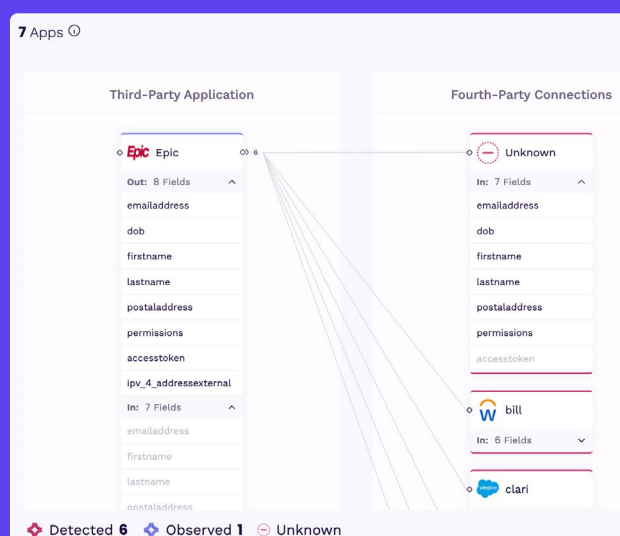 7 Apps
Third-Party Application
Fourth-Party Connections
Epic Epic
6
Unknown
Out: 8 Fields
In: 7 Fields
emailaddress
emailaddress
dob
dob
firstname
firstname
lastname
lastname
postaladdress
postaladdress
permissions
permissions
accesstoken
accesstoken
ipv_4_addressexternal
In: 7 Fields
bill
emailaddress
In: 6 Fields
firstname
lastname
salesforce clari
postaladdress
Detected 6 Observed 1 Unknown